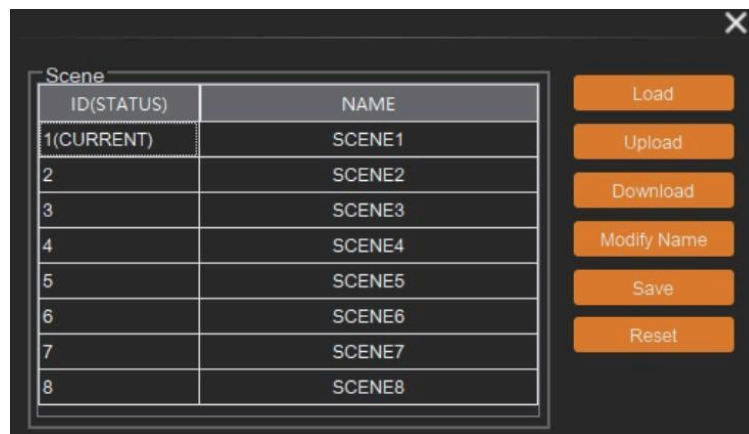 Scene
ID(STATUS) NAME
1(CURRENT) SCENE1
2 SCENE2
3 SCENE3
4 SCENE4
5 SCENE5
6 SCENE6
7 SCENE7
8 SCENE8
Load
Upload
Download
Modify Name
Save
Reset